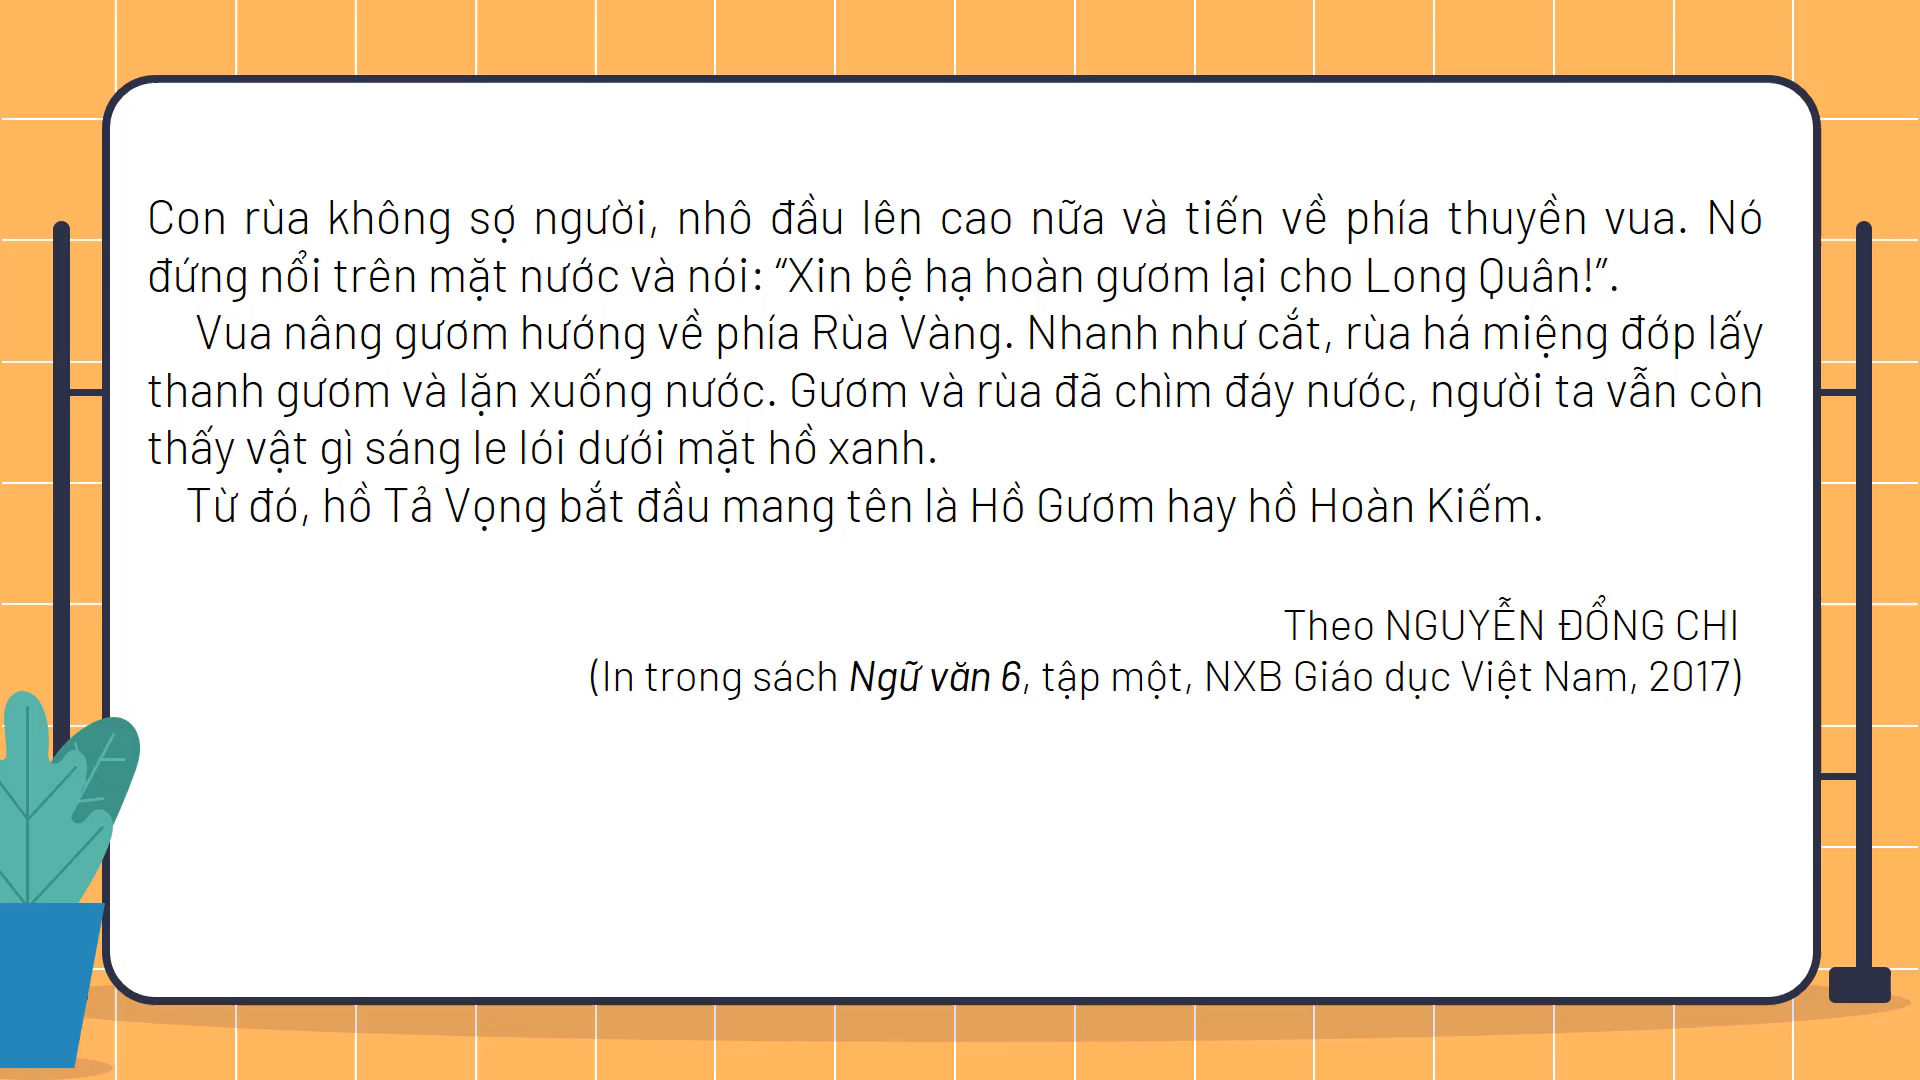 Con rùa không sợ người, nhô đầu lên cao nữa và tiến về phía thuyền vua. Nó
đứng nổi trên mặt nước và nói: “Xin bệ hạ hoàn gươm lại cho Long Quân!”.
Vua nâng gươm hướng về phía Rùa Vàng. Nhanh như cắt, rùa há miệng đớp lấy
thanh gươm và lặn xuống nước. Gươm và rùa đã chìm đáy nước, người ta vẫn còn
thấy vật gì sáng le lói dưới mặt hồ xanh.
Từ đó, hồ Tả Vọng bắt đầu mang tên là Hồ Gươm hay hồ Hoàn Kiếm.
Theo NGUYỄN ĐỔNG CHI
(In trong sách Ngữ văn 6, tập một, NXB Giáo dục Việt Nam, 2017)